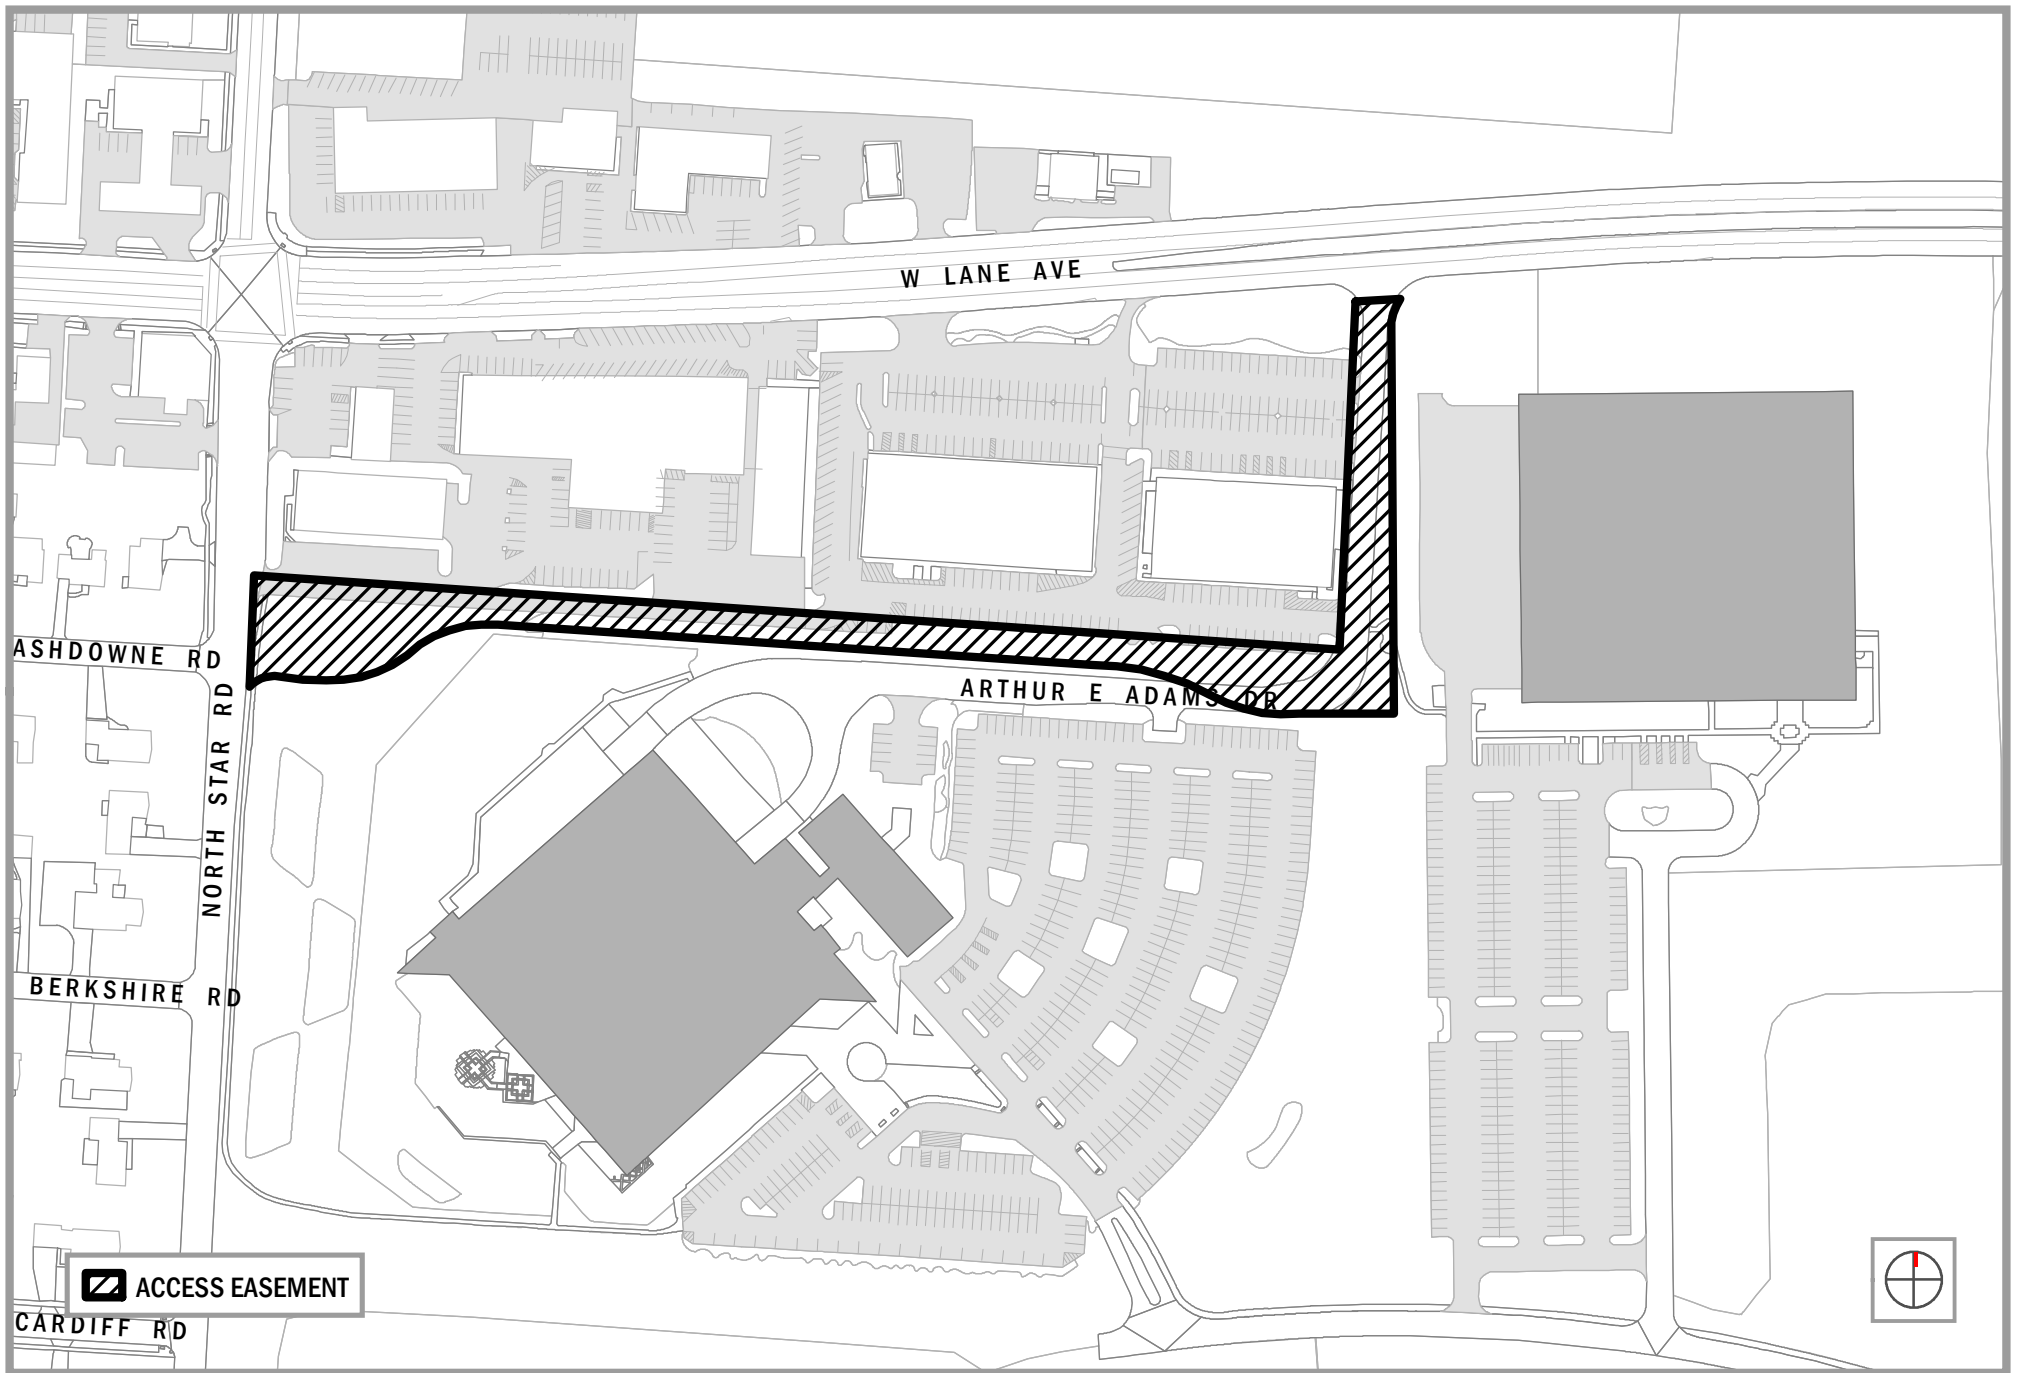 W LANE AVE
ASHDOWNE RD
ARTHUR E ADAMS DR
NORTH STAR RD
BERKSHIRE RD
ACCESS EASEMENT
CARDIFF RD